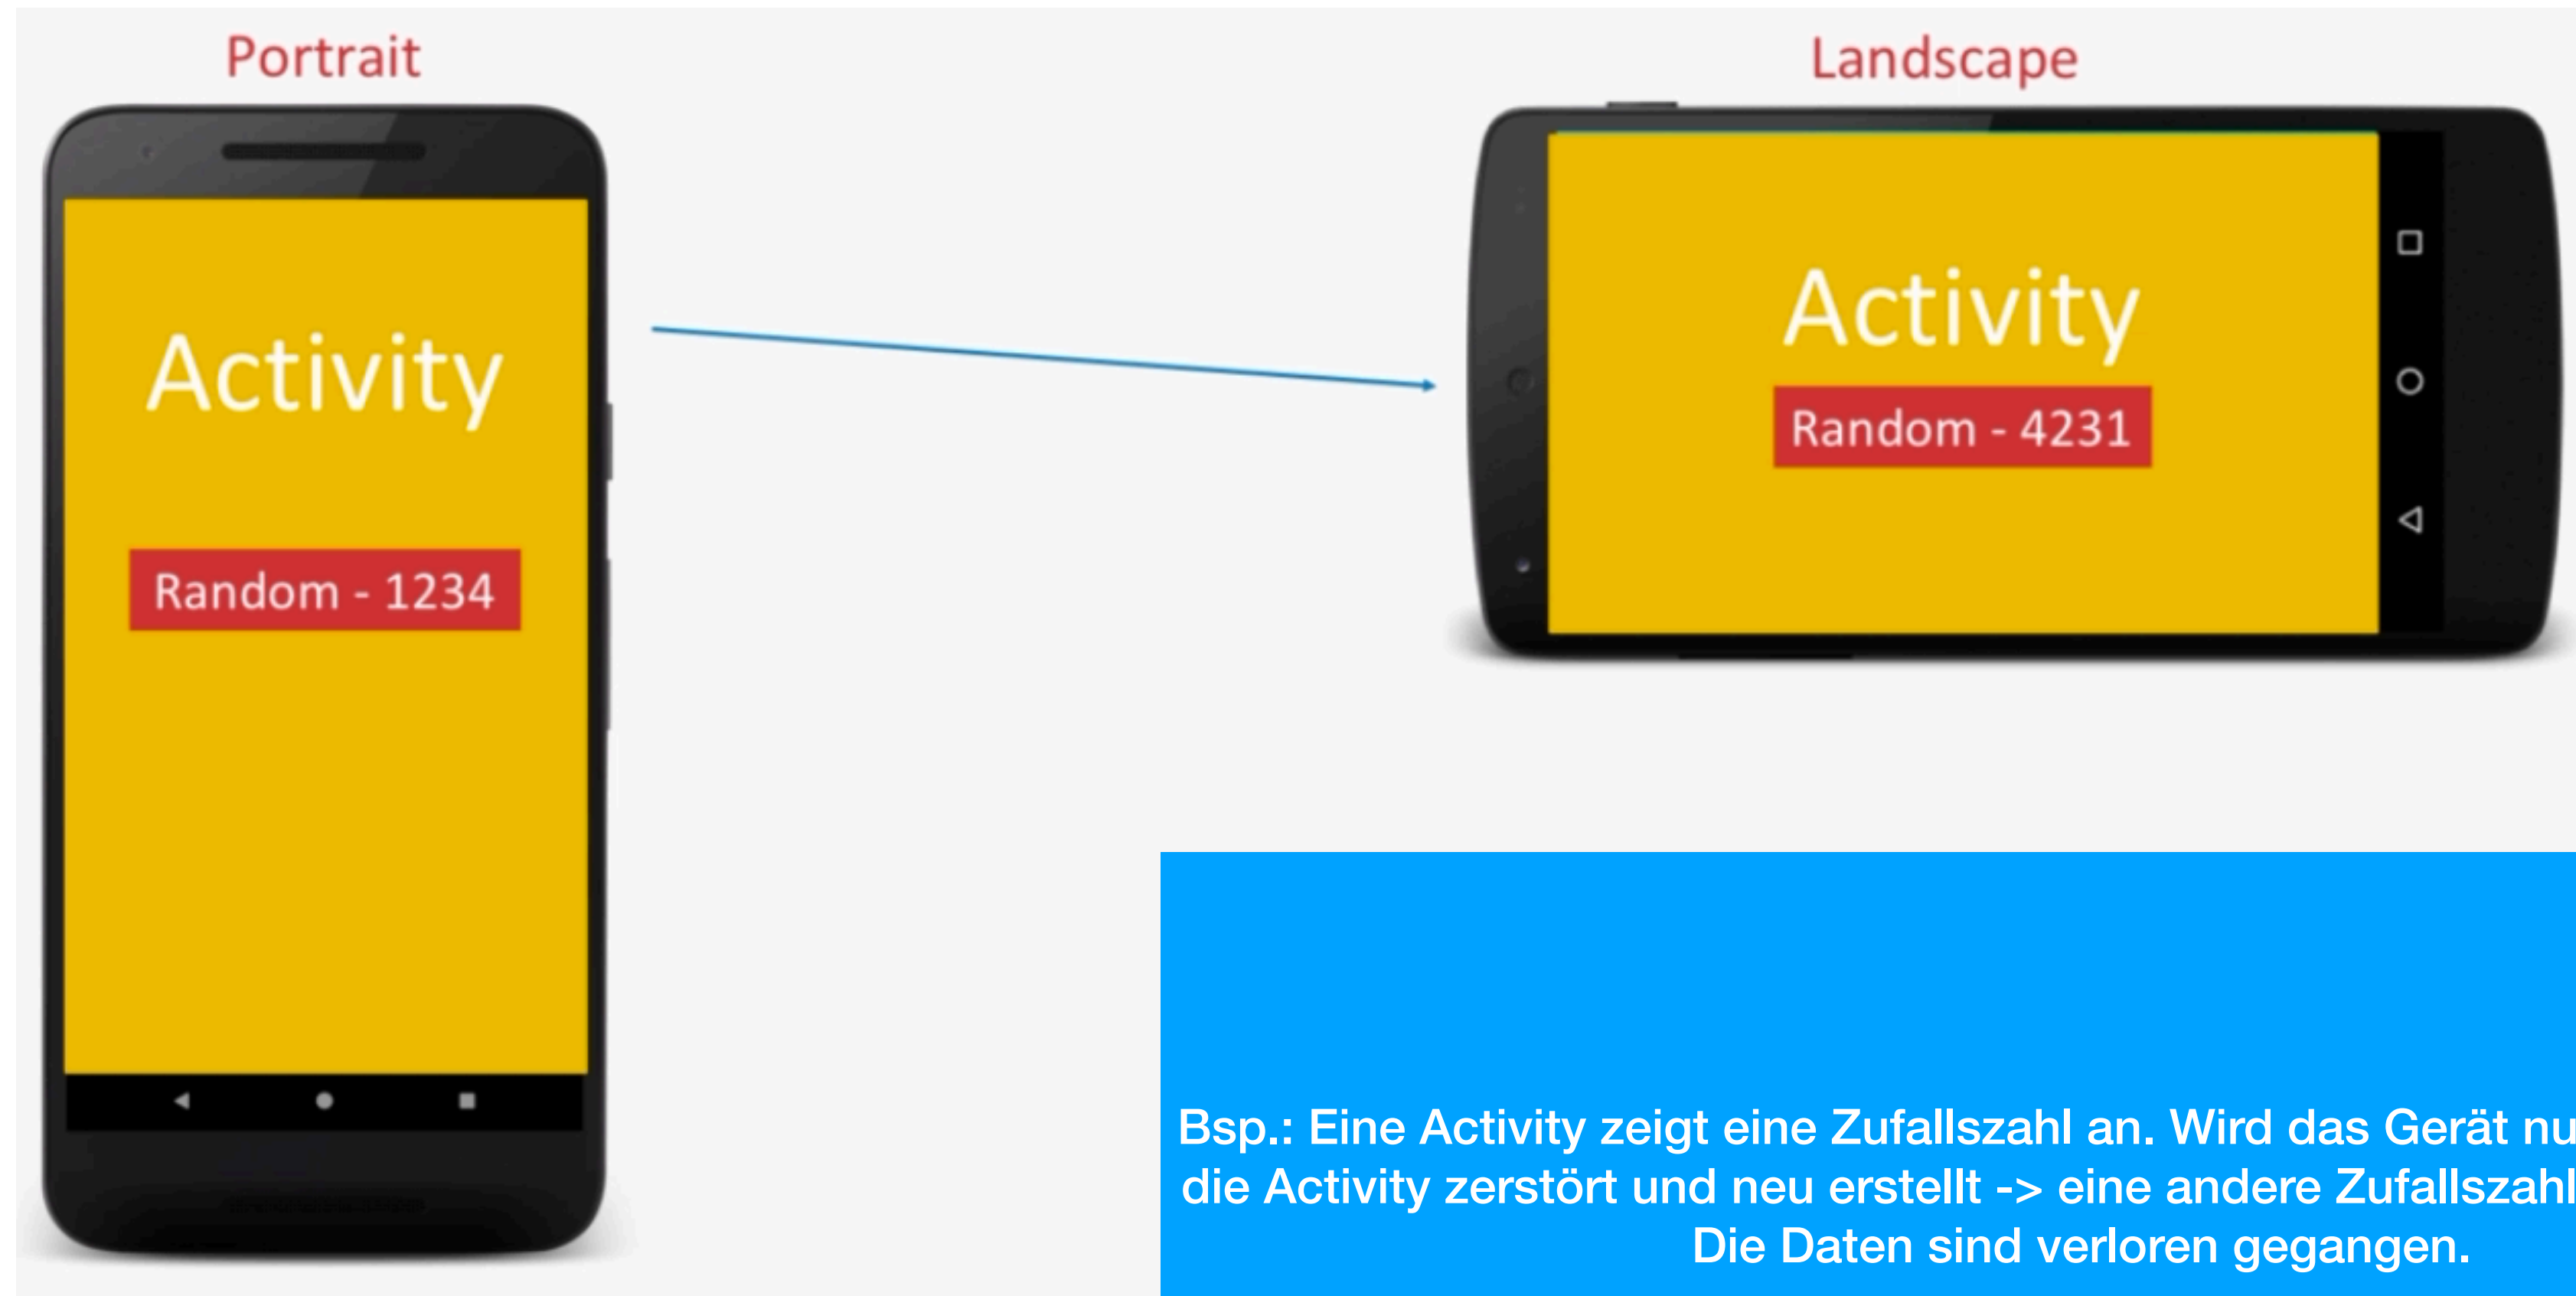 Portrait
Landscape
Activity
Random - 1234
Activity
Random - 4231
Bsp.: Eine Activity zeigt eine Zufallszahl an. Wird das Gerät
die Activity zerstört und neu erstellt -> eine andere Zufallszahl
Die Daten sind verloren gegangen.